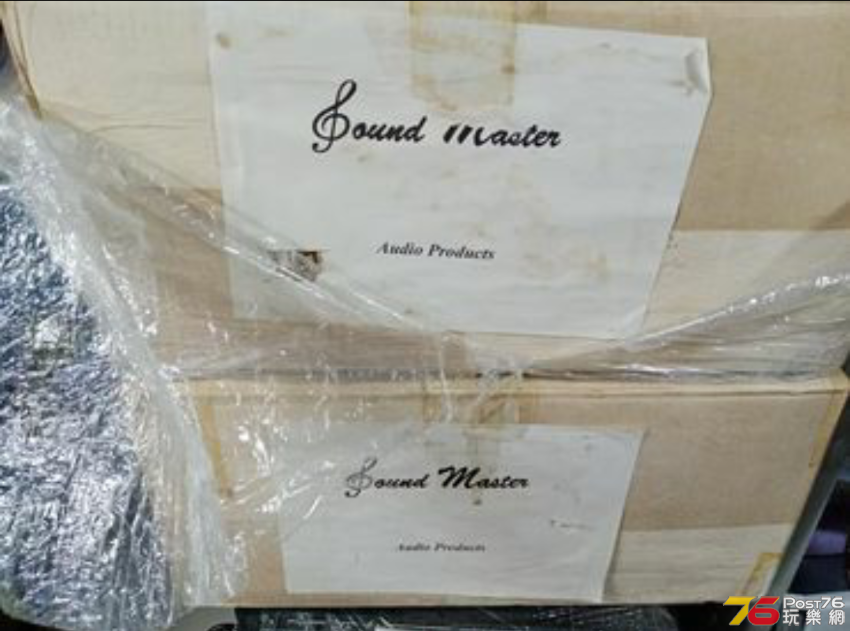 Sound Master
Audio Products
Sound Master
Audio Products
76 Post76
玩樂網